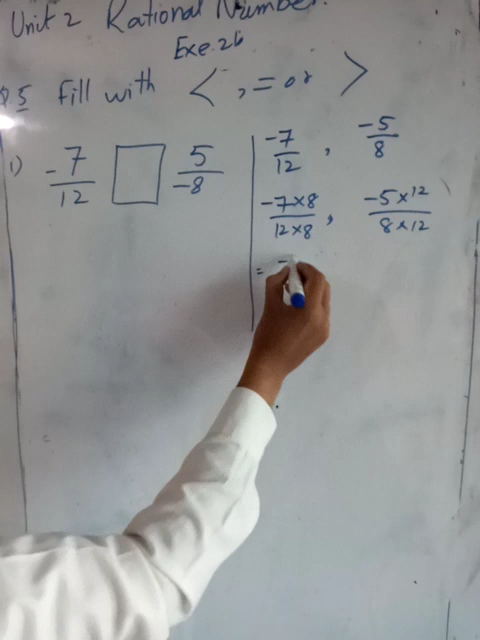 Unit 2 Rational Number.
Exe. 2b
Q.5 Fill with < , = or >
1) -7/12 □ 5/-8
-7/12 , -5/8
-7×8/12×8 , -5×12/8×12
= -